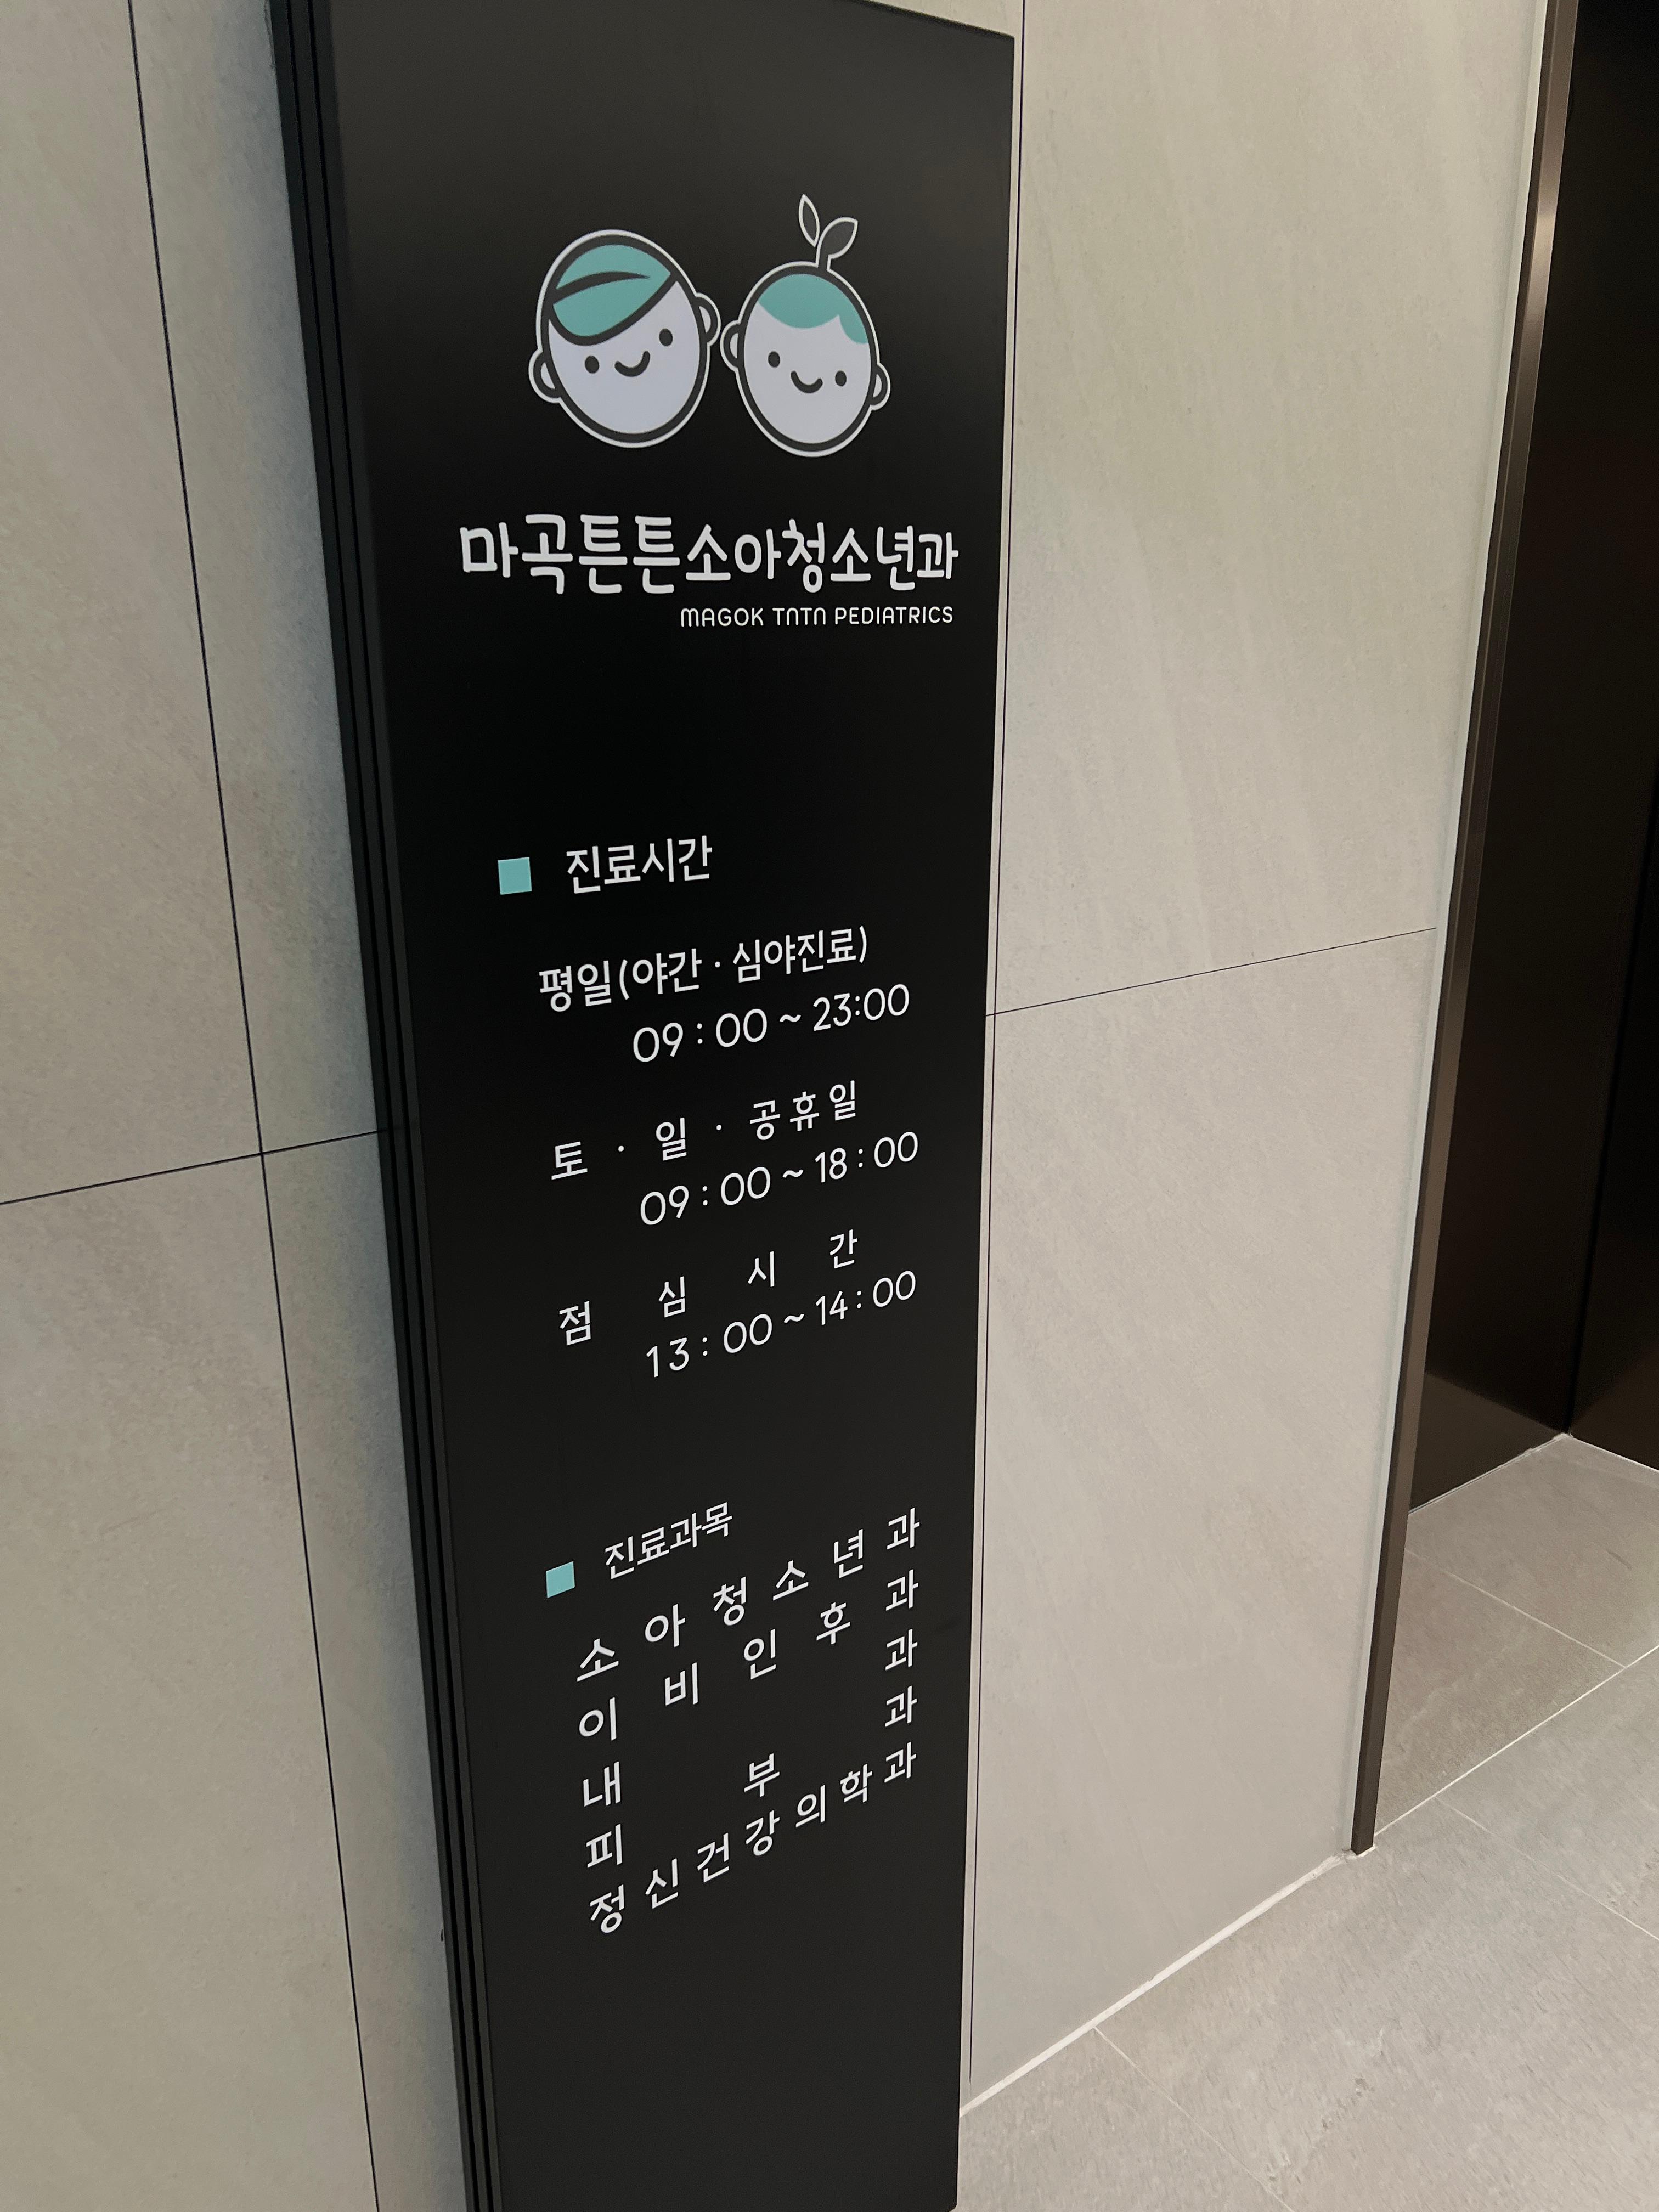 마곡튼튼소아청소년과
MAGOK TNTN PEDIATRICS
진료시간
평일(야간 · 심야진료)
09 : 00 ~ 23:00
토 · 일 · 공휴일
09 : 00 ~ 18 : 00
점 심 시 간
13 : 00 ~ 14 : 00
진료과목
소 아 청 소 년 과
이 비 인 후 과
내 과
피 부 과
정 신 건 강 의 학 과